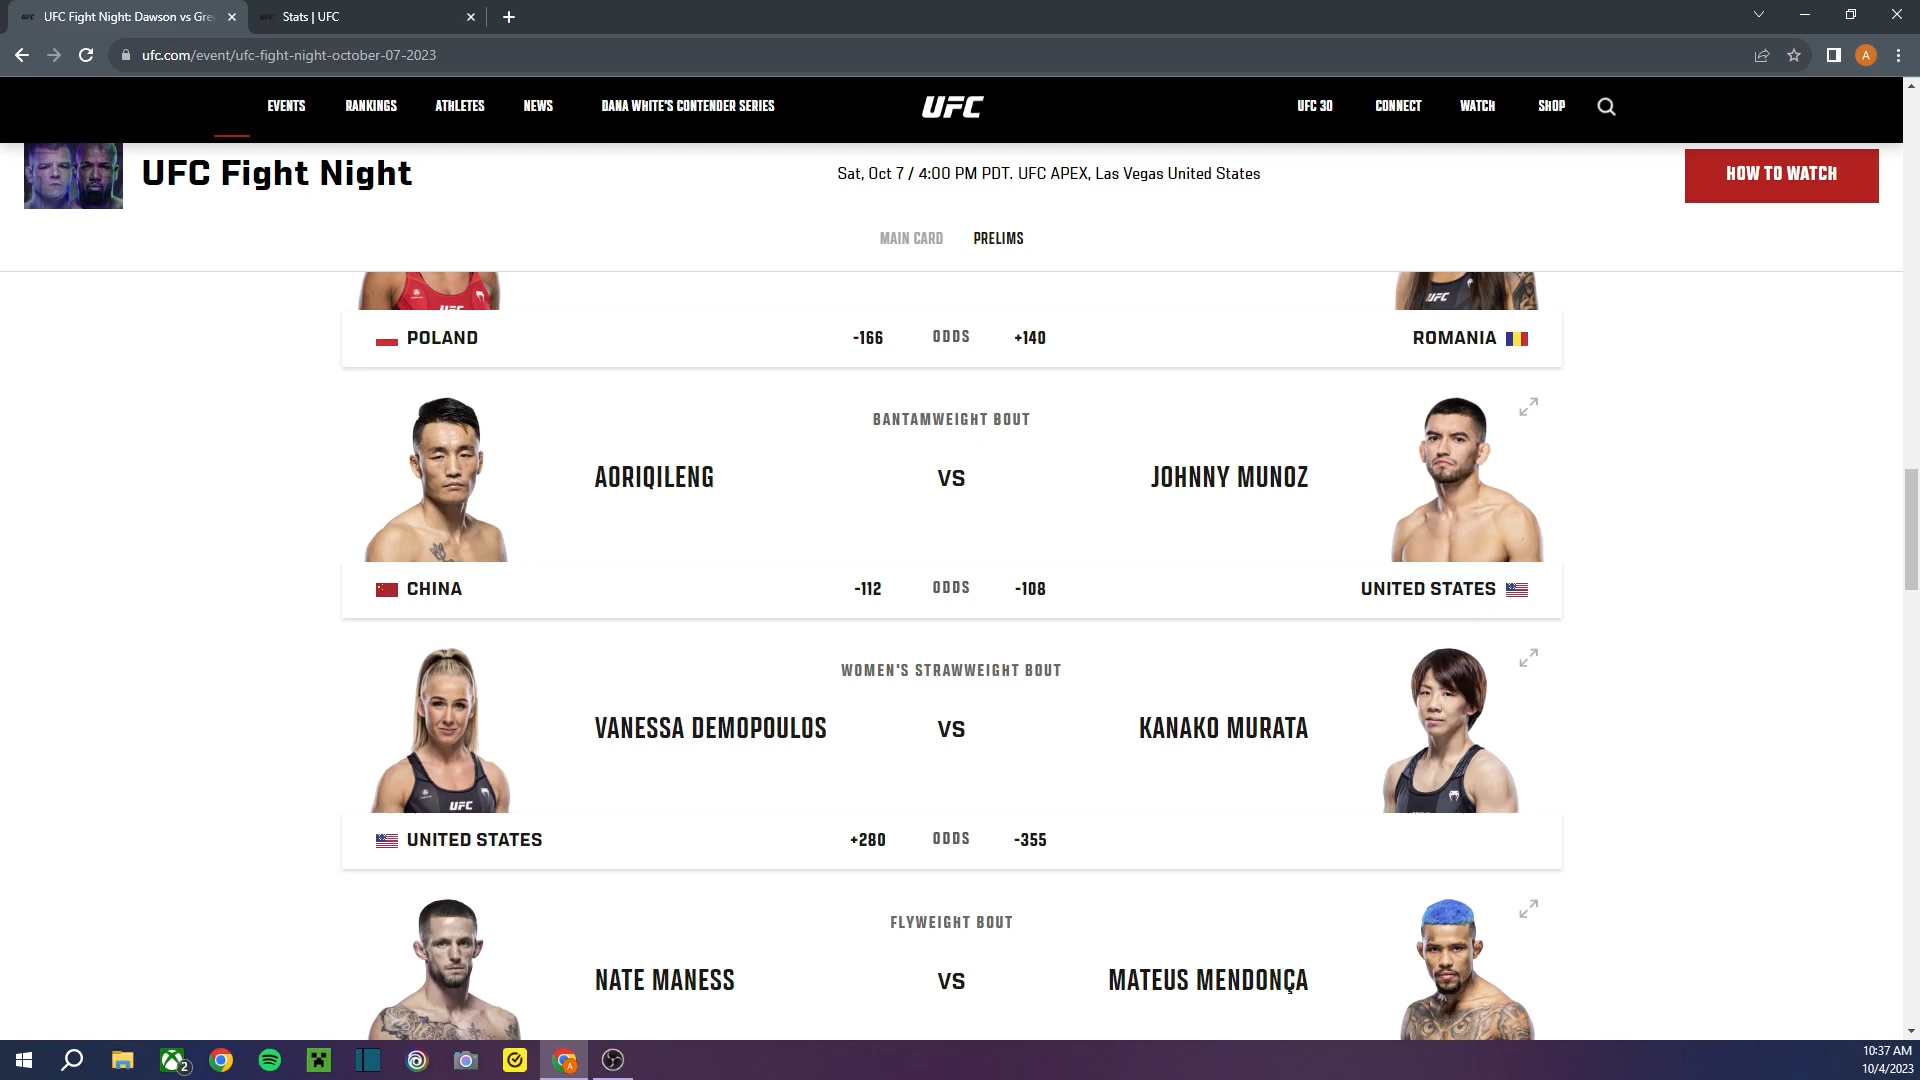 UFC Fight Night: Dawson vs Gre
Stats | UFC
ufc.com/event/ufc-fight-night-october-07-2023
A
EVENTS RANKINGS ATHLETES NEWS DANA WHITE'S CONTENDER SERIES UFC UFC 30 CONNECT WATCH SHOP
UFC Fight Night
Sat, Oct 7 / 4:00 PM PDT. UFC APEX, Las Vegas United States
HOW TO WATCH
MAIN CARD PRELIMS
UFC
UFC
POLAND -166 ODDS +140 ROMANIA
BANTAMWEIGHT BOUT
AORIQILENG VS JOHNNY MUNOZ
CHINA -112 ODDS -108 UNITED STATES
WOMEN'S STRAWWEIGHT BOUT
VANESSA DEMOPOULOS VS KANAKO MURATA
UFC
UNITED STATES +280 ODDS -355
FLYWEIGHT BOUT
NATE MANESS VS MATEUS MENDONÇA
2
A
10:37 AM
10/4/2023